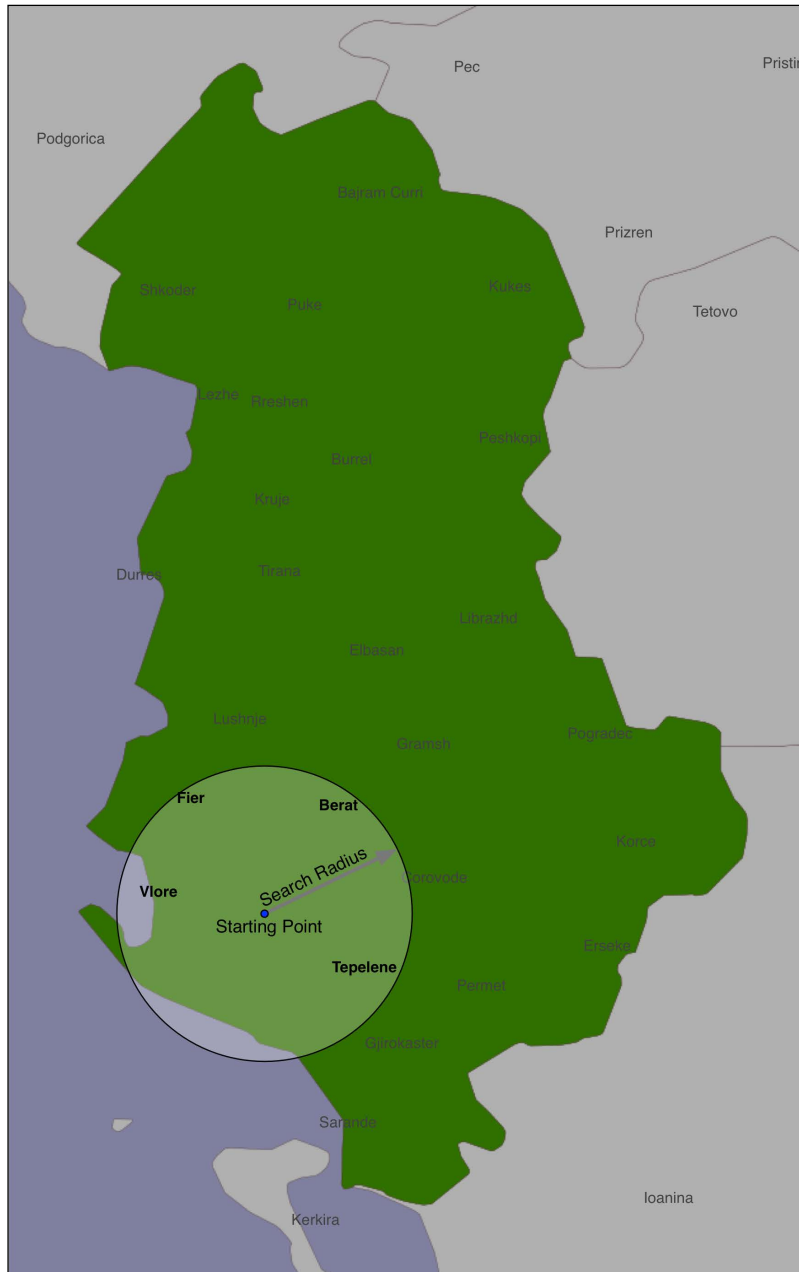 Pec
Podgorica
Bajram Curri
Prizren
Shkoder
Puke
Kukes
Tetovo
Lezhe
Rreshen
Peshkopi
Burrel
Kruje
Durres
Tirana
Librazhd
Elbasan
Lushnje
Gramsh
Pogradec
Fier
Berat
Korce
Search Radius
Corovode
Vlore
Starting Point
Erseke
Tepelene
Permet
Gjirokaster
Sarande
Ioanina
Kerkira